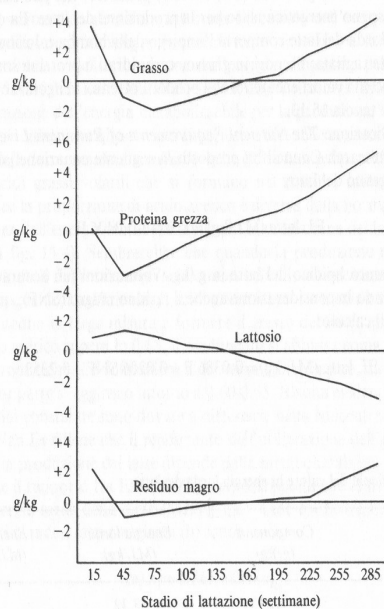 +4
+2
g/kg
0
Grasso
−2
−4
+6
+4
+2
Proteina grezza
g/kg
0
−2
+2
Lattosio
g/kg
0
−2
−4
+4
+2
Residuo magro
g/kg
0
−2
15 45 75 105 135 165 195 225 255 285
Stadio di lattazione (settimane)